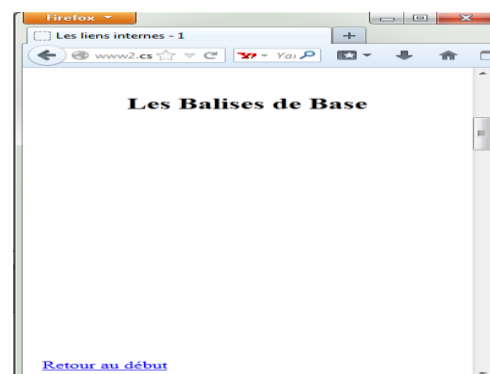 Firefox
Les liens internes - 1
www2.cs
Les Balises de Base
Retour au début